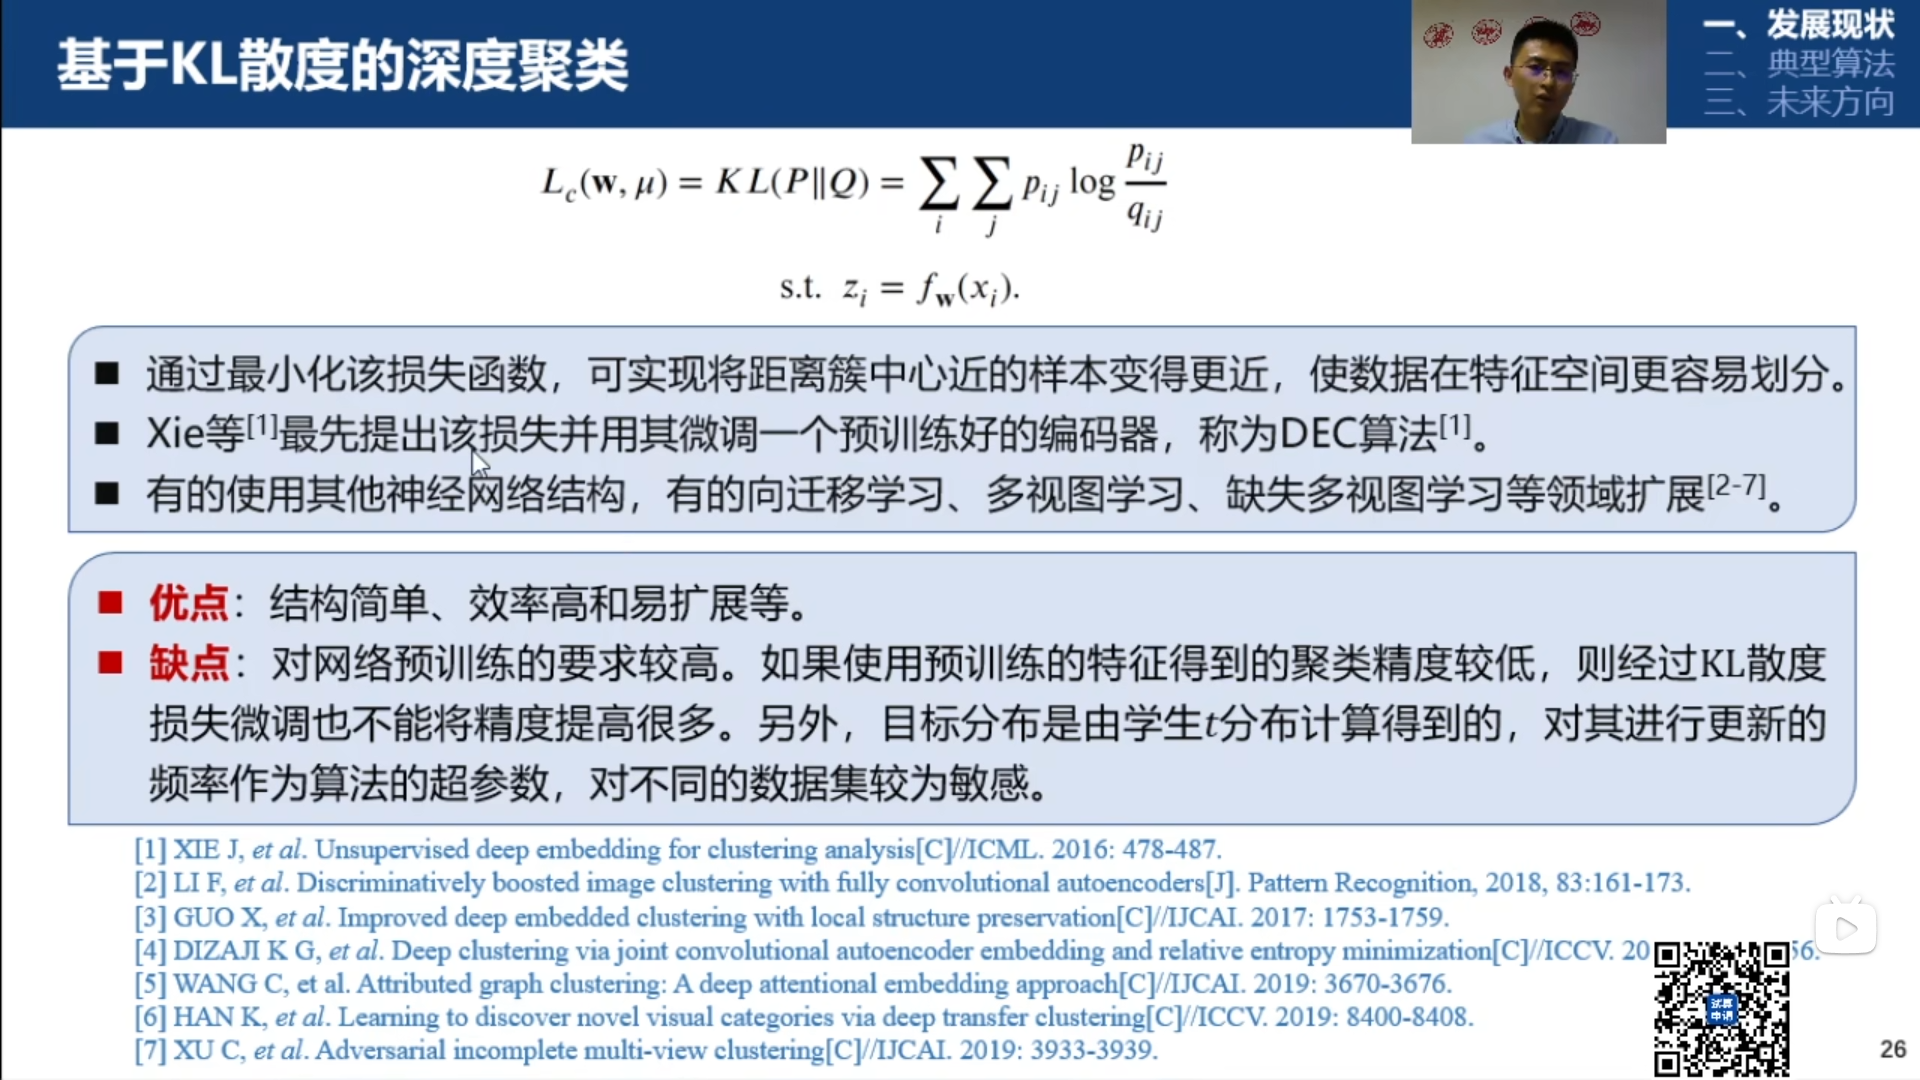 基于KL散度的深度聚类
一、发展现状
二、典型算法
三、未来方向
L_c(w, μ) = KL(P‖Q) = ∑_i ∑_j p_{ij} log p_{ij}/q_{ij}
s.t. z_i = f_w(x_i).
■ 通过最小化该损失函数，可实现将距离簇中心近的样本变得更近，使数据在特征空间更容易划分。
■ Xie等[1]最先提出该损失并用其微调一个预训练好的编码器，称为DEC算法[1]。
■ 有的使用其他神经网络结构，有的向迁移学习、多视图学习、缺失多视图学习等领域扩展[2-7]。
■ 优点：结构简单、效率高和易扩展等。
■ 缺点：对网络预训练的要求较高。如果使用预训练的特征得到的聚类精度较低，则经过KL散度
损失微调也不能将精度提高很多。另外，目标分布是由学生t分布计算得到的，对其进行更新的
频率作为算法的超参数，对不同的数据集较为敏感。
[1] XIE J, et al. Unsupervised deep embedding for clustering analysis[C]//ICML. 2016: 478-487.
[2] LI F, et al. Discriminatively boosted image clustering with fully convolutional autoencoders[J]. Pattern Recognition, 2018, 83:161-173.
[3] GUO X, et al. Improved deep embedded clustering with local structure preservation[C]//IJCAI. 2017: 1753-1759.
[4] DIZAJI K G, et al. Deep clustering via joint convolutional autoencoder embedding and relative entropy minimization[C]//ICCV. 20 56.
[5] WANG C, et al. Attributed graph clustering: A deep attentional embedding approach[C]//IJCAI. 2019: 3670-3676.
[6] HAN K, et al. Learning to discover novel visual categories via deep transfer clustering[C]//ICCV. 2019: 8400-8408.
[7] XU C, et al. Adversarial incomplete multi-view clustering[C]//IJCAI. 2019: 3933-3939.
26